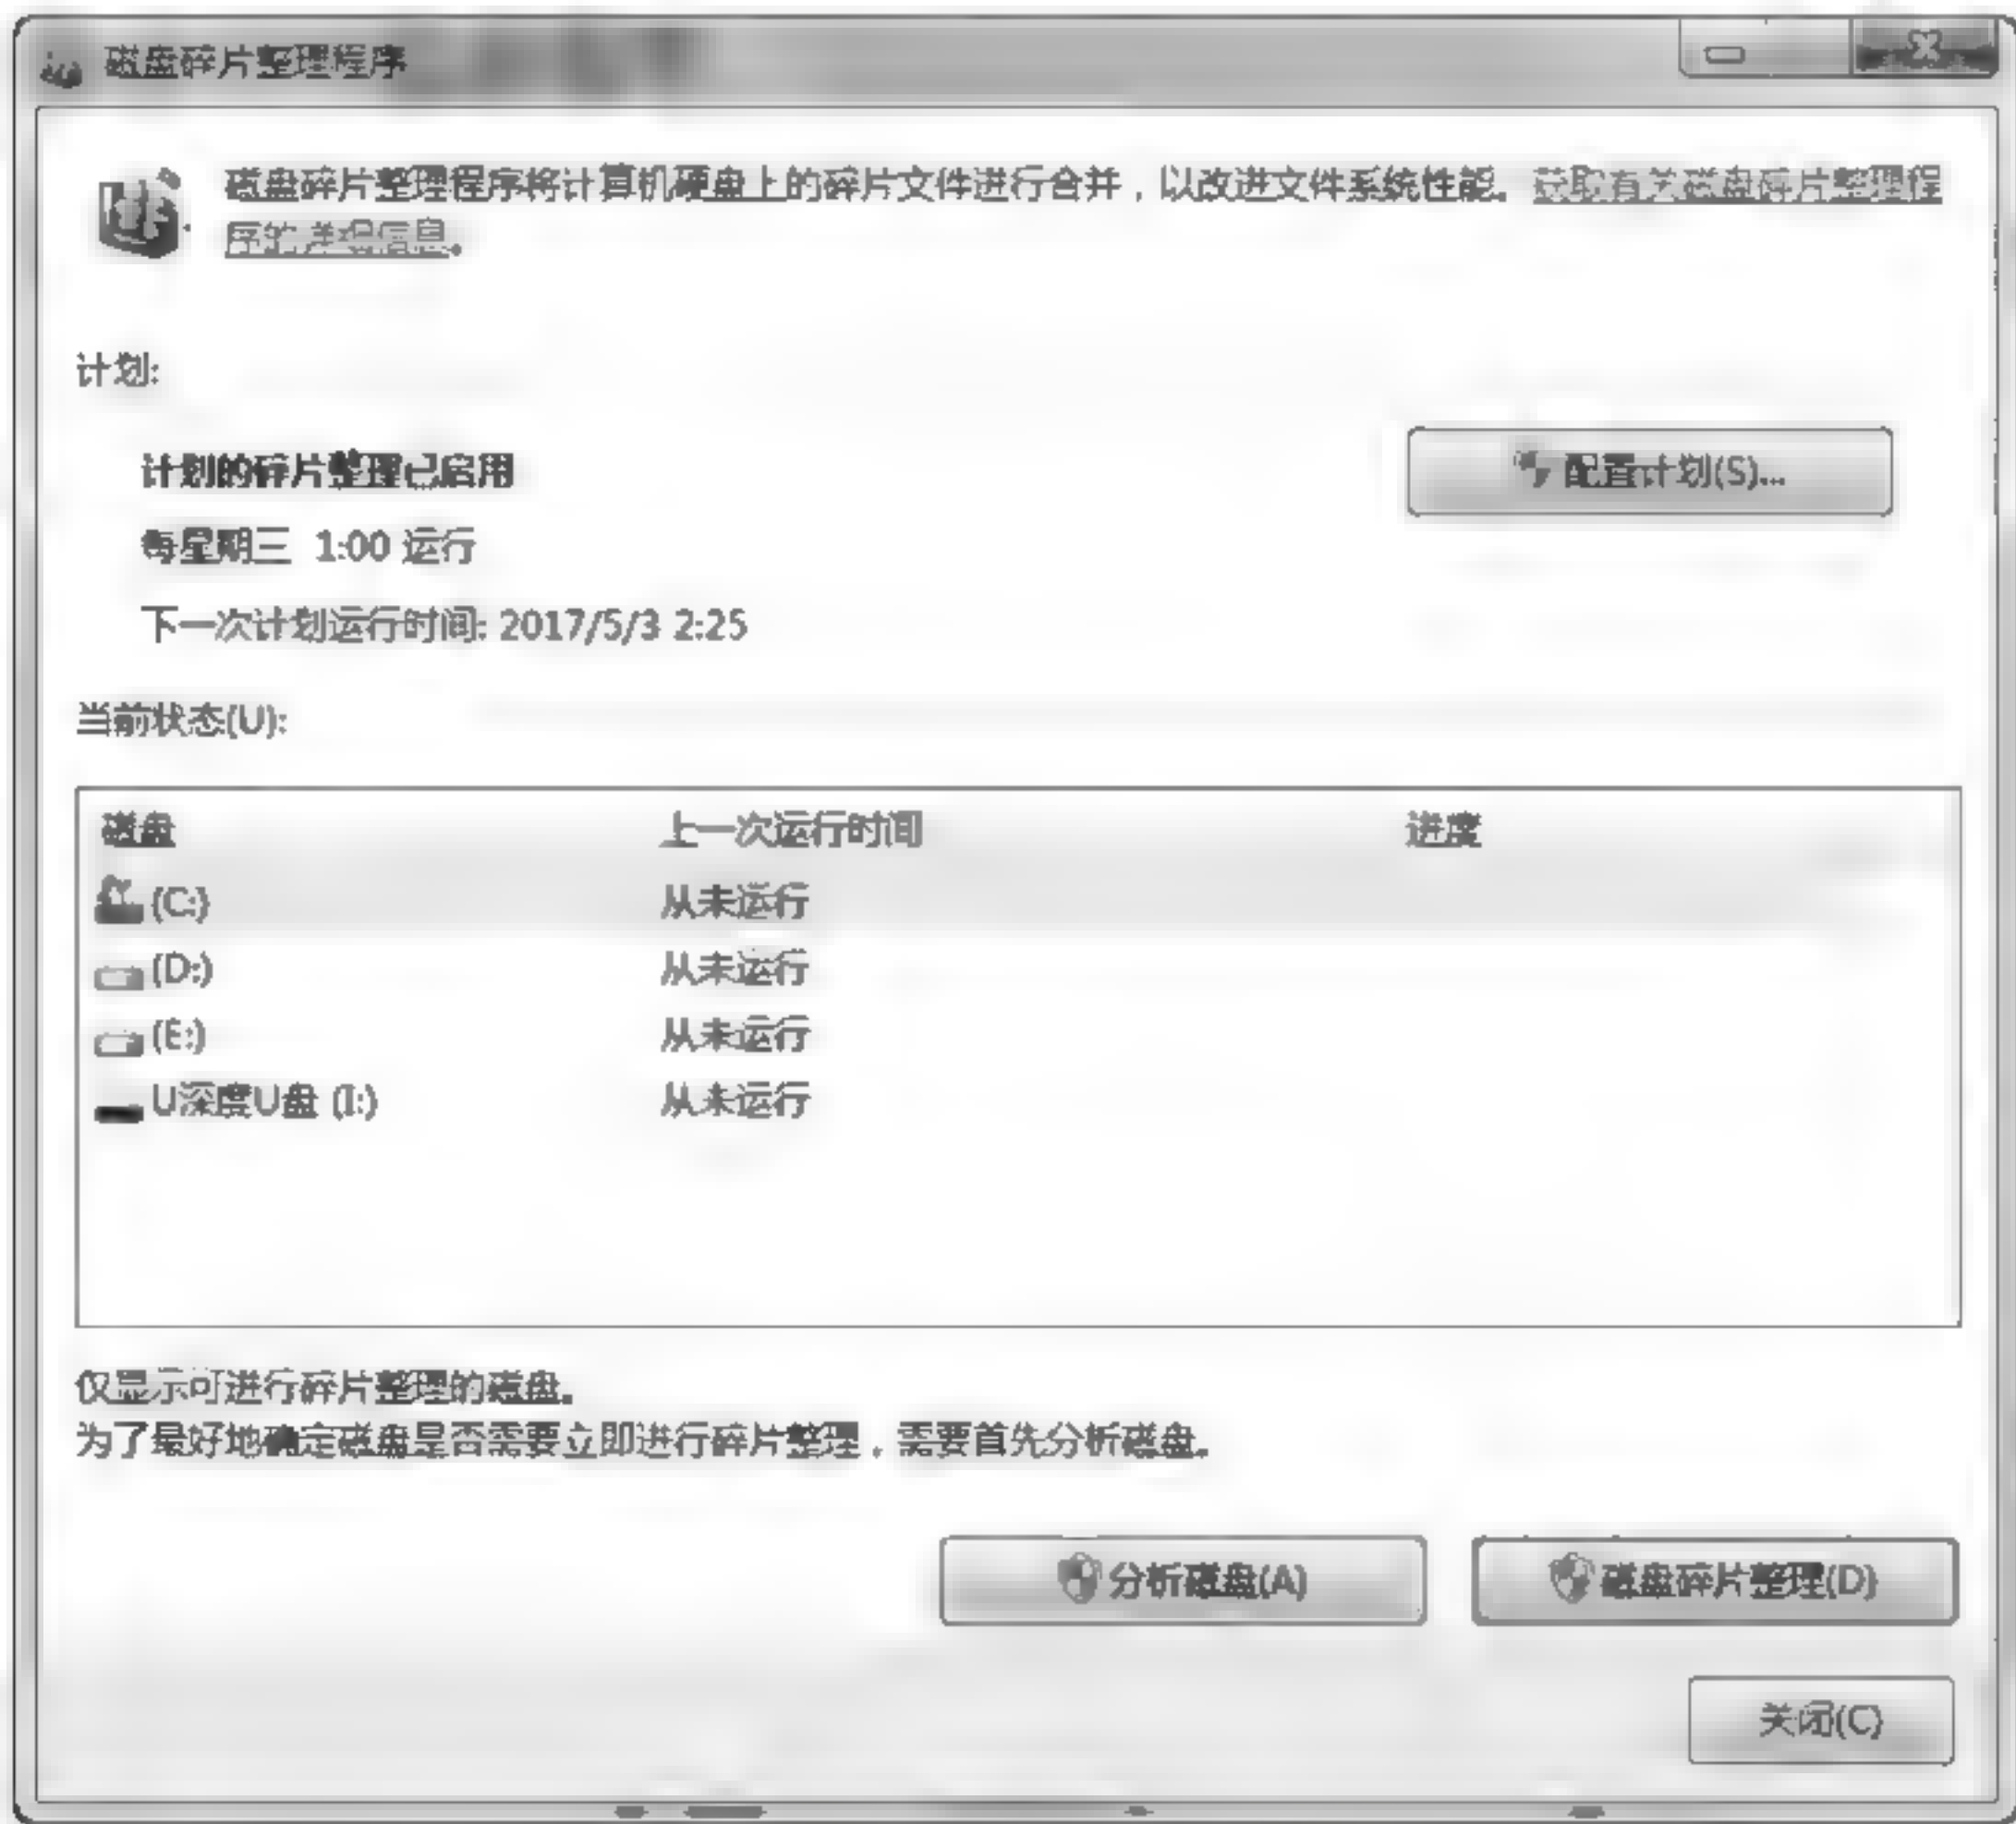 磁盘碎片整理程序
磁盘碎片整理程序将计算机硬盘上的碎片文件进行合并，以改进文件系统性能。获取有关磁盘碎片整理程
序的详细信息。
计划:
计划的碎片整理已启用
配置计划(S)...
每星期三 1:00 运行
下一次计划运行时间: 2017/5/3 2:25
当前状态(U):
磁盘 上一次运行时间 进度
(C:) 从未运行
(D:) 从未运行
(E:) 从未运行
U深度U盘 (I:) 从未运行
仅显示可进行碎片整理的磁盘。
为了最好地确定磁盘是否需要立即进行碎片整理，需要首先分析磁盘。
分析磁盘(A) 磁盘碎片整理(D)
关闭(C)